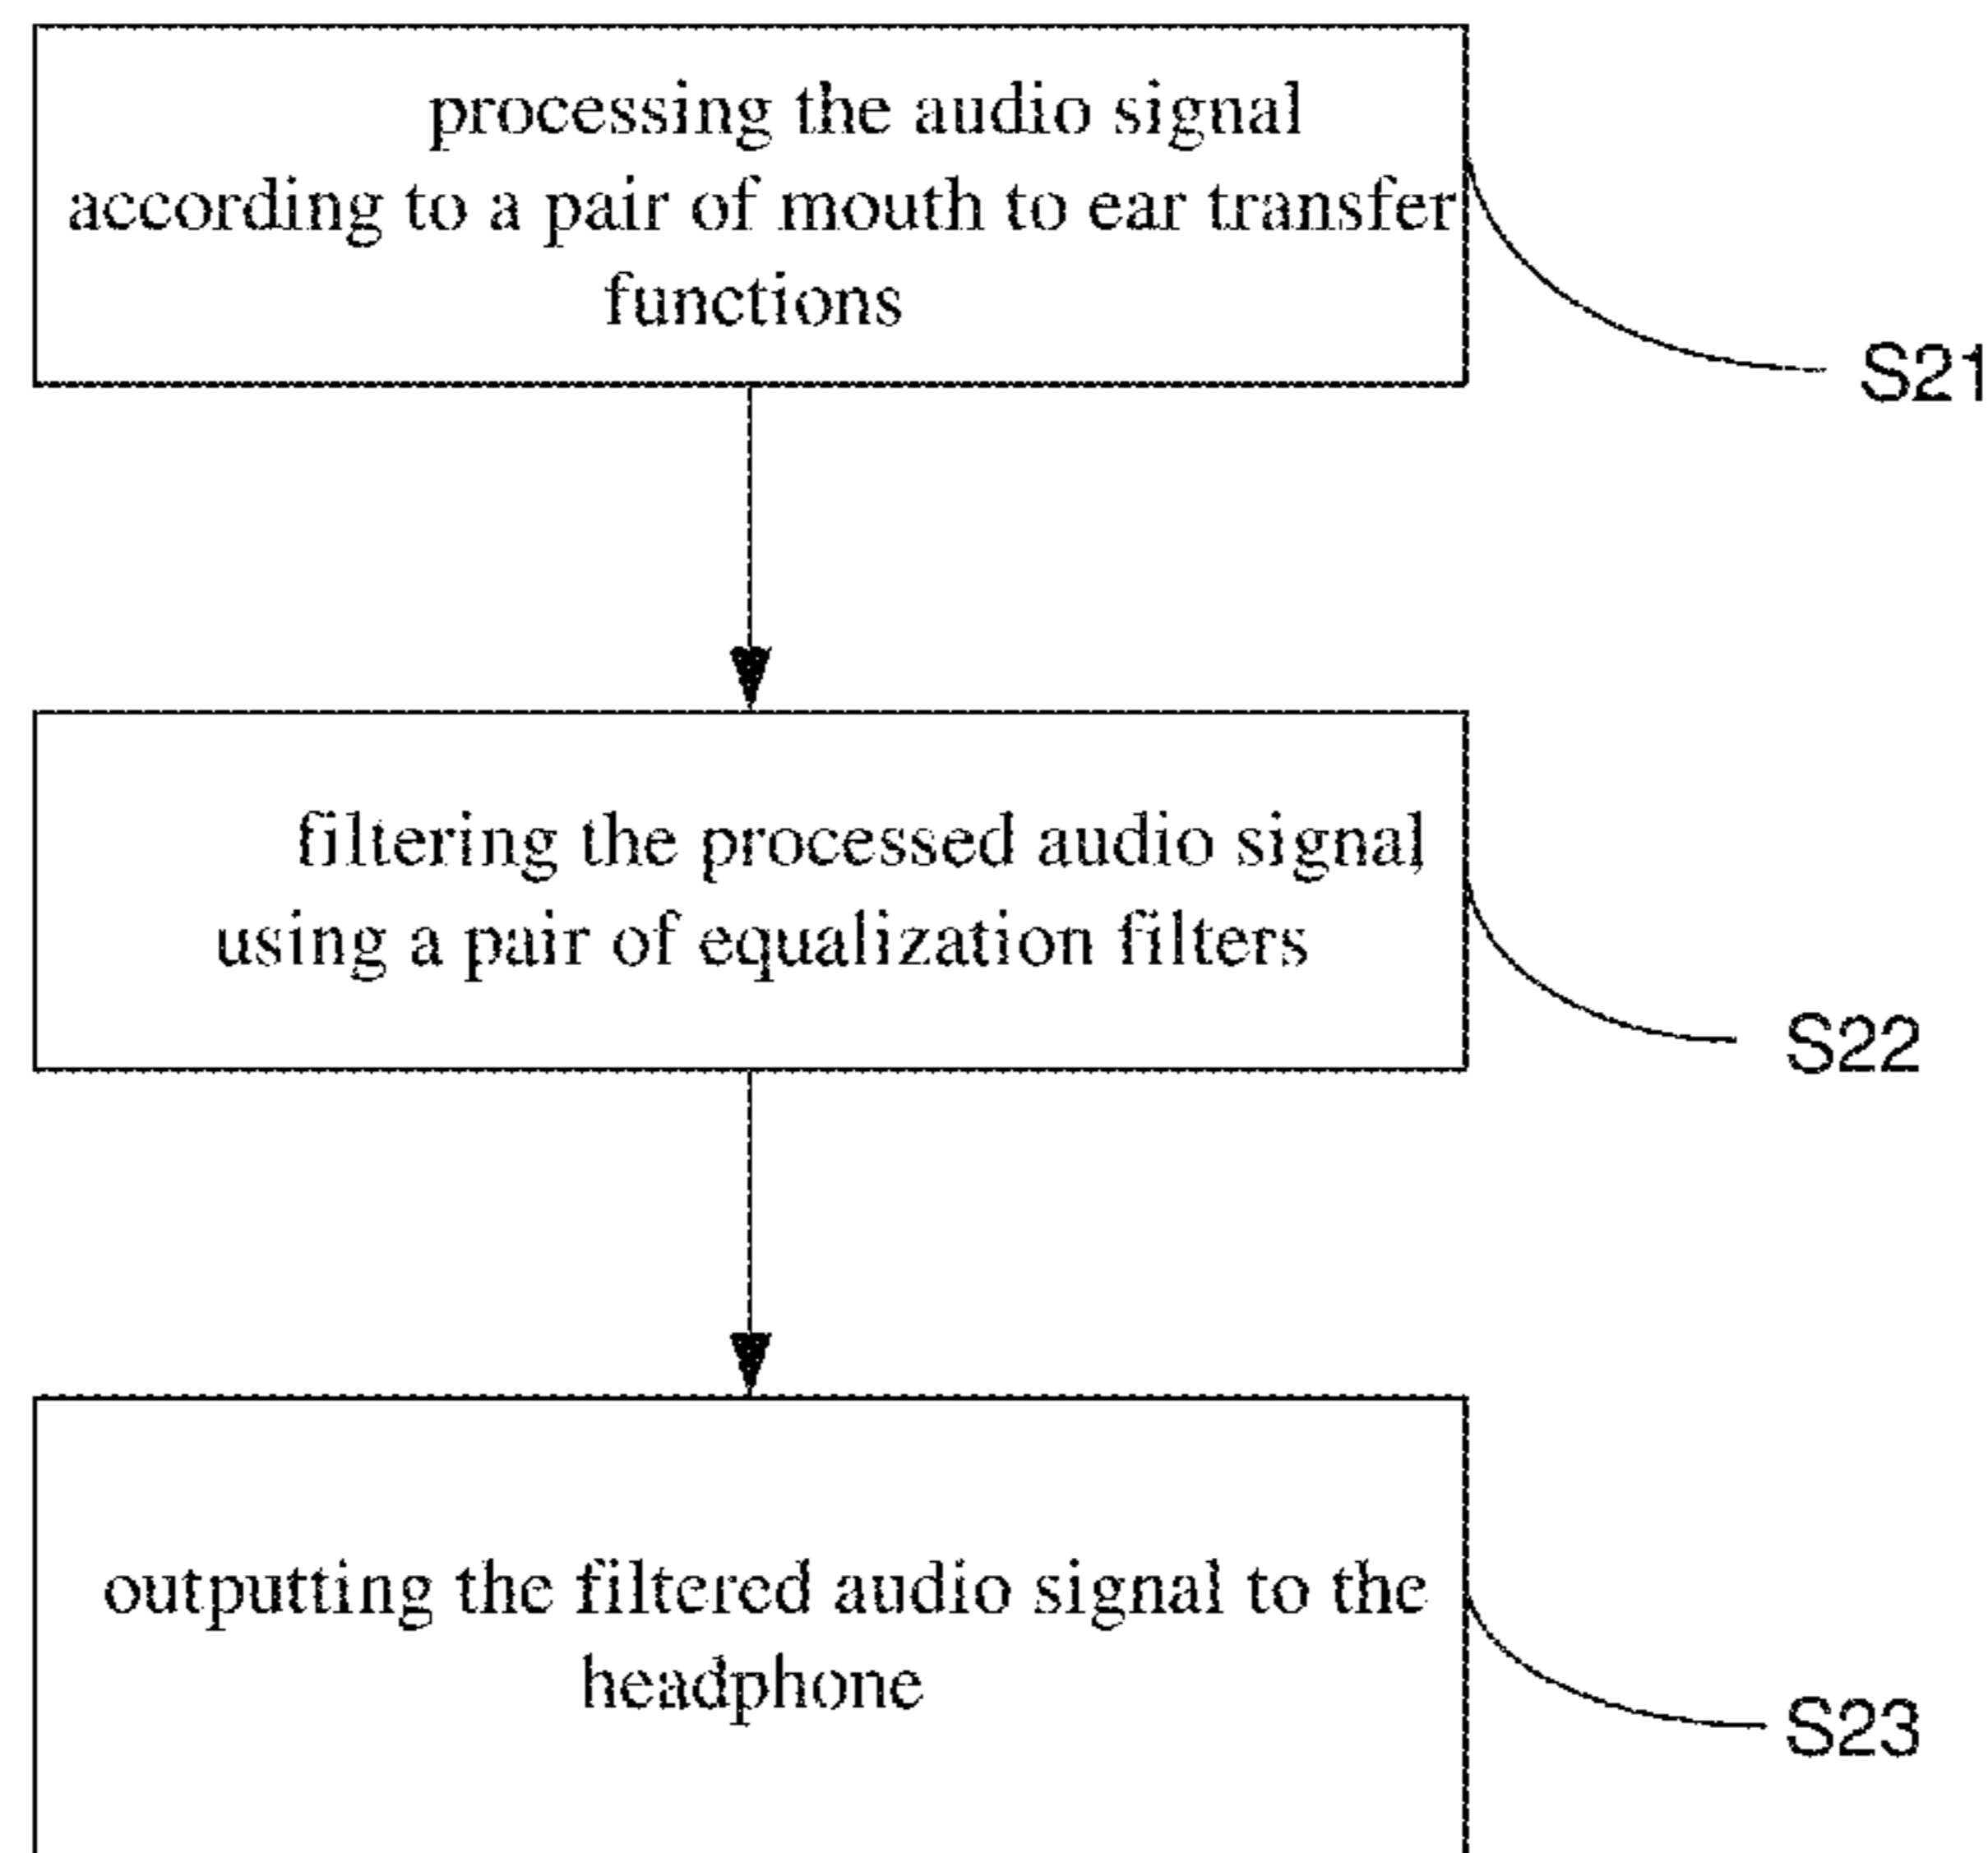 processing the audio signal
according to a pair of mouth to ear transfer
functions
S21
filtering the processed audio signal,
using a pair of equalization filters
S22
outputting the filtered audio signal to the
headphone
S23